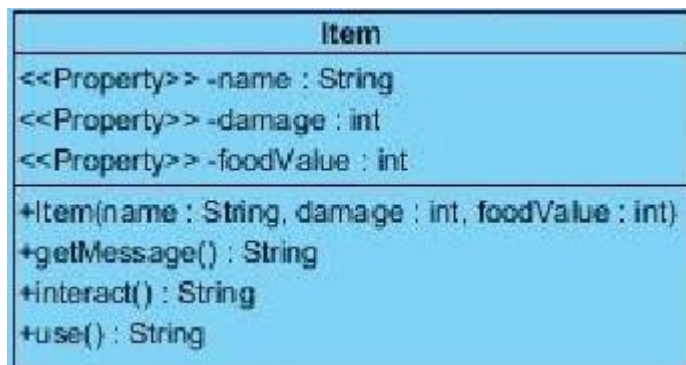 Item
<<Property>> -name : String
<<Property>> -damage : int
<<Property>> -foodValue : int
+Item(name : String, damage : int, foodValue : int)
+getMessage() : String
+interact() : String
+use() : String